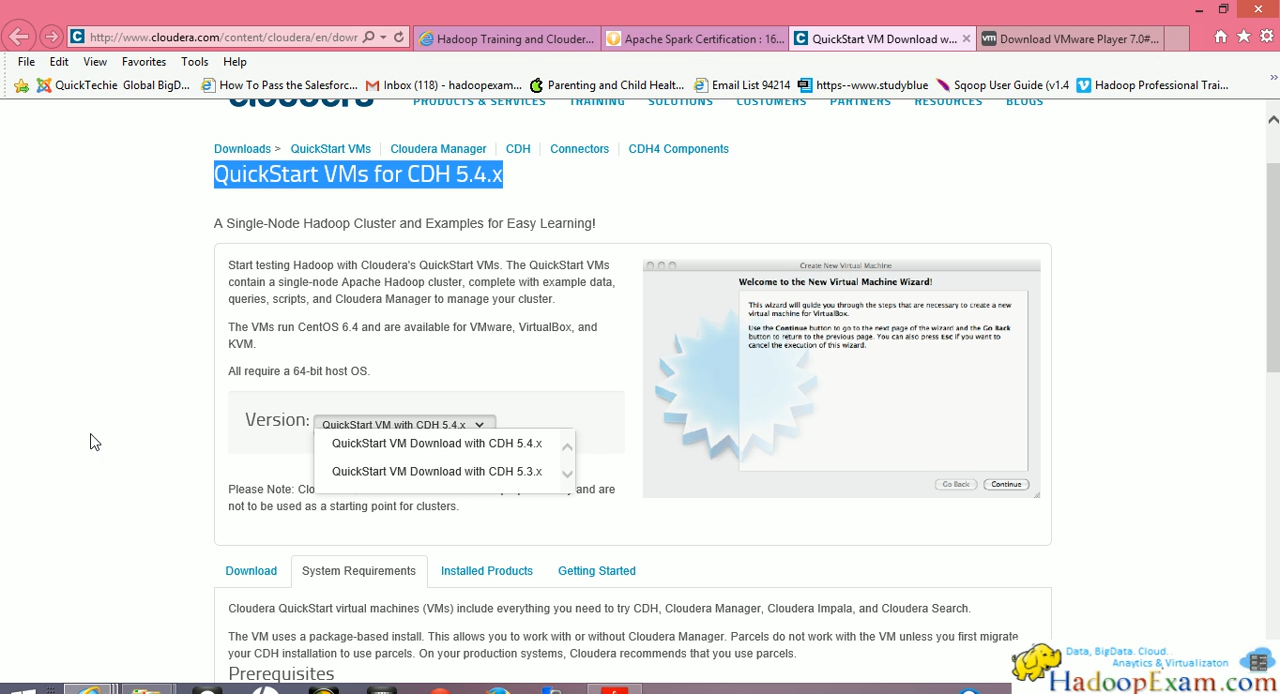 http://www.cloudera.com/content/cloudera/en/dowr
Hadoop Training and Clouder...
Apache Spark Certification : 16...
QuickStart VM Download w...
vm Download VMware Player 7.0#...
File Edit View Favorites Tools Help
QuickTechie Global BigD...
How To Pass the Salesforc...
Inbox (118) - hadoopexam...
Parenting and Child Healt...
Email List 94214
https--www.studyblue
Sqoop User Guide (v1.4
Hadoop Professional Trai...
cloudera PRODUCTS & SERVICES TRAINING SOLUTIONS CUSTOMERS PARTNERS RESOURCES BLOGS
Downloads > QuickStart VMs Cloudera Manager CDH Connectors CDH4 Components
QuickStart VMs for CDH 5.4.x
A Single-Node Hadoop Cluster and Examples for Easy Learning!
Start testing Hadoop with Cloudera's QuickStart VMs. The QuickStart VMs
contain a single-node Apache Hadoop cluster, complete with example data,
queries, scripts, and Cloudera Manager to manage your cluster.
The VMs run CentOS 6.4 and are available for VMware, VirtualBox, and
KVM.
All require a 64-bit host OS.
Version: QuickStart VM with CDH 5.4.x
QuickStart VM Download with CDH 5.4.x
QuickStart VM Download with CDH 5.3.x
Please Note: Clo
and are
not to be used as a starting point for clusters.
Create New Virtual Machine
Welcome to the New Virtual Machine Wizard!
This wizard will guide you through the steps that are necessary to create a new
virtual machine for VirtualBox.
Use the Continue button to go to the next page of the wizard and the Go Back
button to return to the previous page. You can also press Esc if you want to
cancel the execution of this wizard.
Go Back Continue
Download System Requirements Installed Products Getting Started
Cloudera QuickStart virtual machines (VMs) include everything you need to try CDH, Cloudera Manager, Cloudera Impala, and Cloudera Search.
The VM uses a package-based install. This allows you to work with or without Cloudera Manager. Parcels do not work with the VM unless you first migrate
your CDH installation to use parcels. On your production systems, Cloudera recommends that you use parcels.
Prerequisites
Data, BigData. Cloud..
Anaytics & Virtualizaton
HadoopExam.com